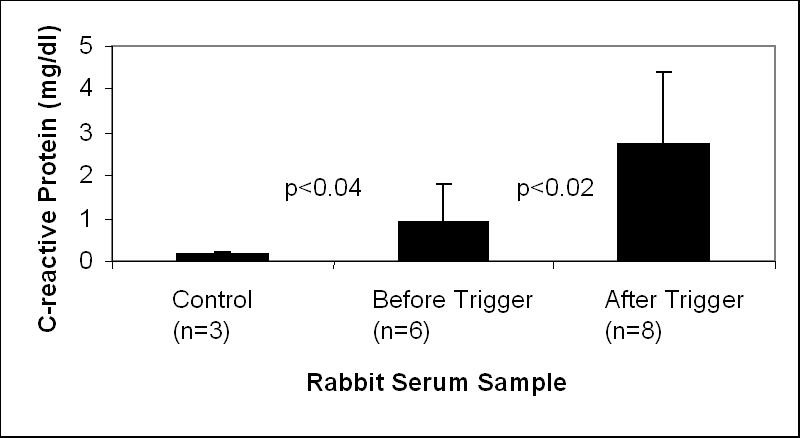 C-reactive Protein (mg/dl)
5
4
3
2
1
0
p<0.04
p<0.02
Control
(n=3)
Before Trigger
(n=6)
After Trigger
(n=8)
Rabbit Serum Sample